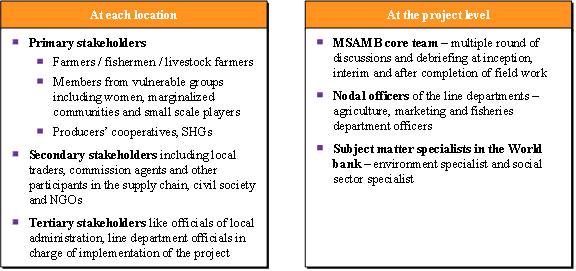 At each location
Primary stakeholders
Farmers / fishermen / livestock farmers
Members from vulnerable groups
including women, marginalized
communities and small scale players
Producers' cooperatives, SHGs
Secondary stakeholders including local
traders, commission agents and other
participants in the supply chain, civil society
and NGOs
Tertiary stakeholders like officials of local
administration, line department officials in
charge of implementation of the project
At the project level
MSAMB core team – multiple round of
discussions and debriefing at inception,
interim and after completion of field work
Nodal officers of the line departments –
agriculture, marketing and fisheries
department officers
Subject matter specialists in the World
bank – environment specialist and social
sector specialist